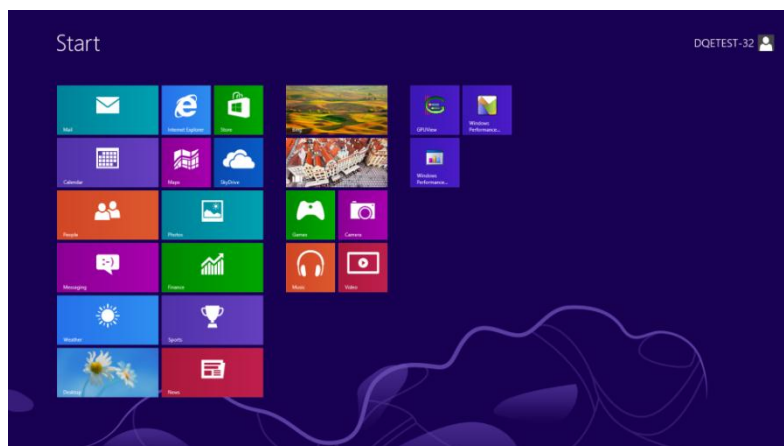 Start
DQETEST-32
Mail
Internet Explorer
Store
Calendar
Maps
SkyDrive
People
Photos
Messaging
Finance
Weather
Sports
Desktop
News
Bing
Games
Camera
Music
Video
GPUView
Windows
Performance...
Windows
Performance...